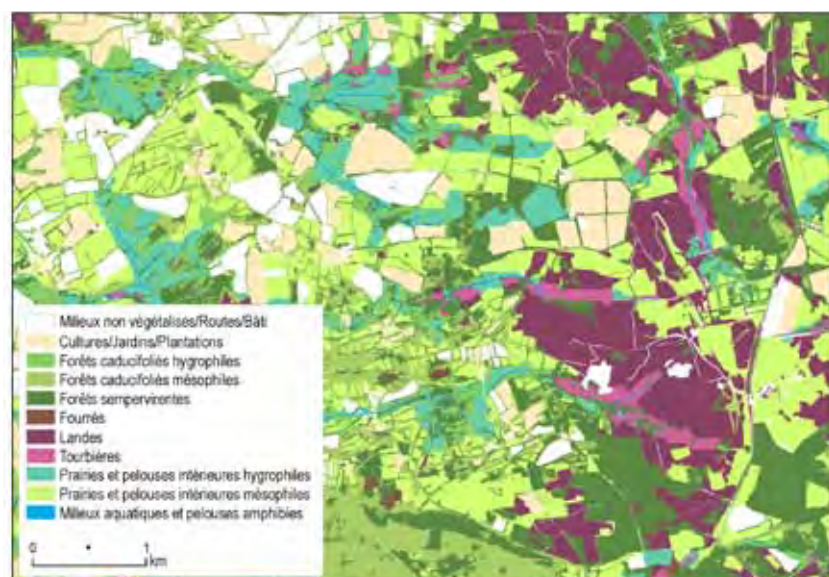 Milieux non végétalisés/Routes/Bâti
Cultures/Jardins/Plantations
Forêts caducifoliés hygrophiles
Forêts caducifoliés mésophiles
Forêts sempervirentes
Fourrés
Landes
Tourbières
Prairies et pelouses intérieures hygrophiles
Prairies et pelouses intérieures mésophiles
Milieux aquatiques et pelouses amphibies
0 1
km